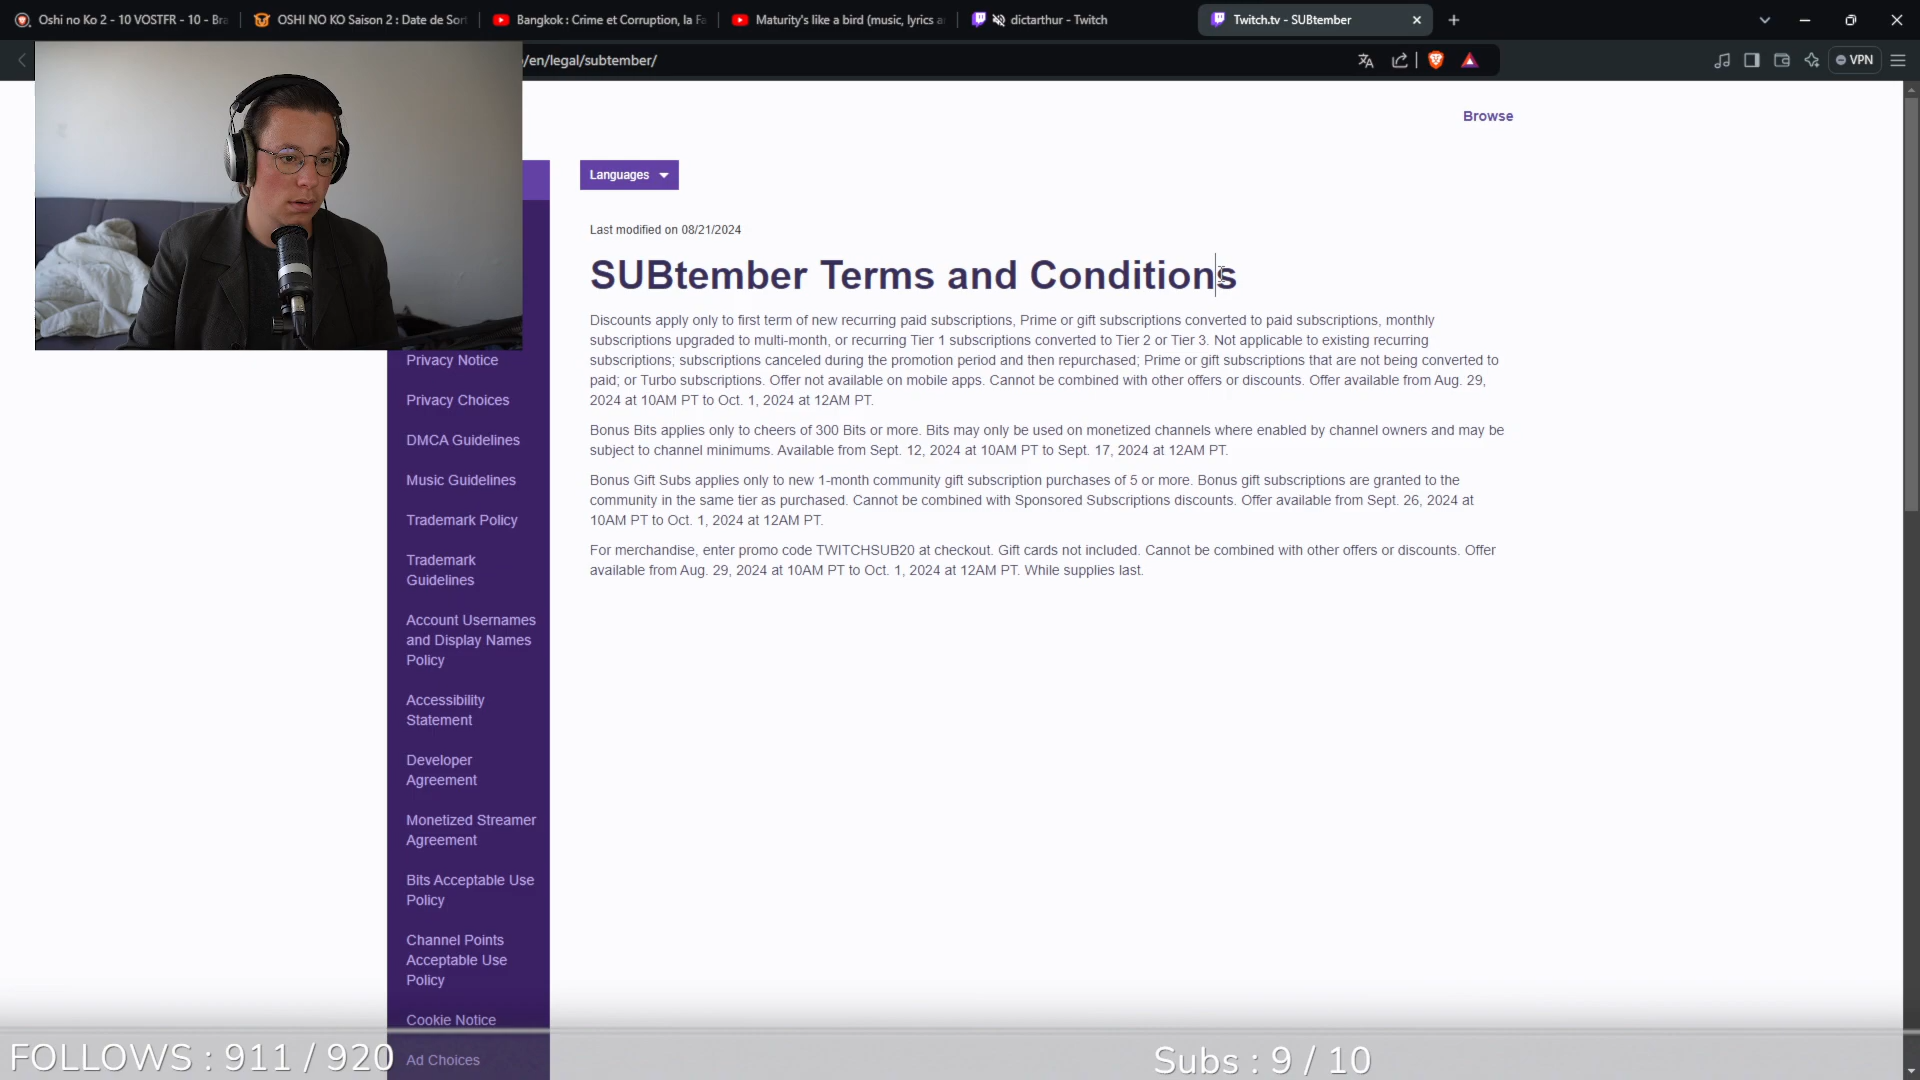 Oshi no Ko 2 - 10 VOSTFR - 10 - Bra
OSHI NO KO Saison 2 : Date de Sort
Bangkok : Crime et Corruption, la Fa
Maturity's like a bird (music, lyrics a
dictarthur - Twitch
Twitch.tv - SUBtember
/en/legal/subtember/
VPN
Browse
Languages
Last modified on 08/21/2024
SUBtember Terms and Conditions
Discounts apply only to first term of new recurring paid subscriptions, Prime or gift subscriptions converted to paid subscriptions, monthly
subscriptions upgraded to multi-month, or recurring Tier 1 subscriptions converted to Tier 2 or Tier 3. Not applicable to existing recurring
subscriptions; subscriptions canceled during the promotion period and then repurchased; Prime or gift subscriptions that are not being converted to
paid; or Turbo subscriptions. Offer not available on mobile apps. Cannot be combined with other offers or discounts. Offer available from Aug. 29,
2024 at 10AM PT to Oct. 1, 2024 at 12AM PT.
Bonus Bits applies only to cheers of 300 Bits or more. Bits may only be used on monetized channels where enabled by channel owners and may be
subject to channel minimums. Available from Sept. 12, 2024 at 10AM PT to Sept. 17, 2024 at 12AM PT.
Bonus Gift Subs applies only to new 1-month community gift subscription purchases of 5 or more. Bonus gift subscriptions are granted to the
community in the same tier as purchased. Cannot be combined with Sponsored Subscriptions discounts. Offer available from Sept. 26, 2024 at
10AM PT to Oct. 1, 2024 at 12AM PT.
For merchandise, enter promo code TWITCHSUB20 at checkout. Gift cards not included. Cannot be combined with other offers or discounts. Offer
available from Aug. 29, 2024 at 10AM PT to Oct. 1, 2024 at 12AM PT. While supplies last.
Privacy Notice
Privacy Choices
DMCA Guidelines
Music Guidelines
Trademark Policy
Trademark
Guidelines
Account Usernames
and Display Names
Policy
Accessibility
Statement
Developer
Agreement
Monetized Streamer
Agreement
Bits Acceptable Use
Policy
Channel Points
Acceptable Use
Policy
Cookie Notice
Ad Choices
FOLLOWS : 911 / 920
Subs : 9 / 10